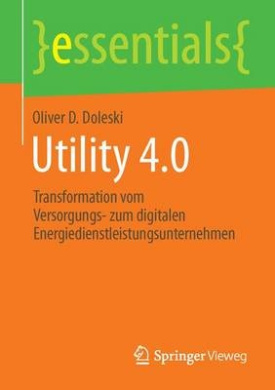 }essentials{
Oliver D. Doleski
Utility 4.0
Transformation vom
Versorgungs- zum digitalen
Energiedienstleistungsunternehmen
Springer Vieweg